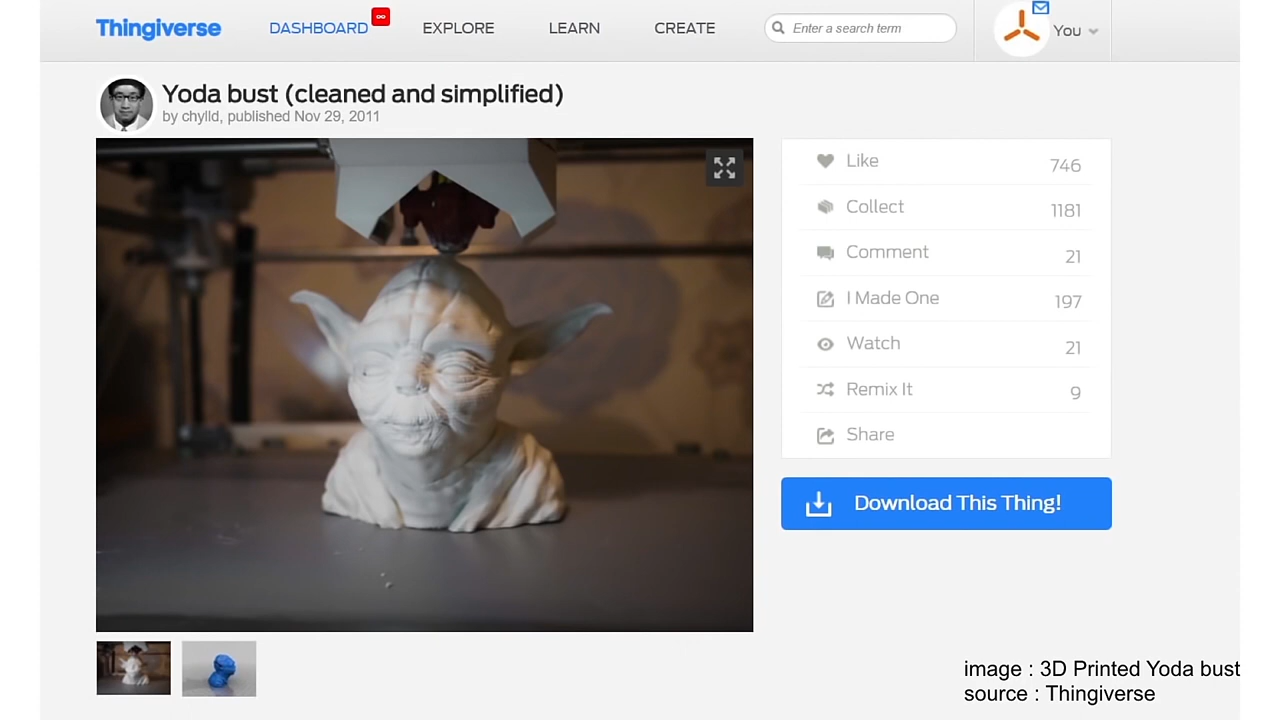 Thingiverse
DASHBOARD
EXPLORE
LEARN
CREATE
Enter a search term
You
Yoda bust (cleaned and simplified)
by chylld, published Nov 29, 2011
Like 746
Collect 1181
Comment 21
I Made One 197
Watch 21
Remix It 9
Share
Download This Thing!
image : 3D Printed Yoda bust
source : Thingiverse